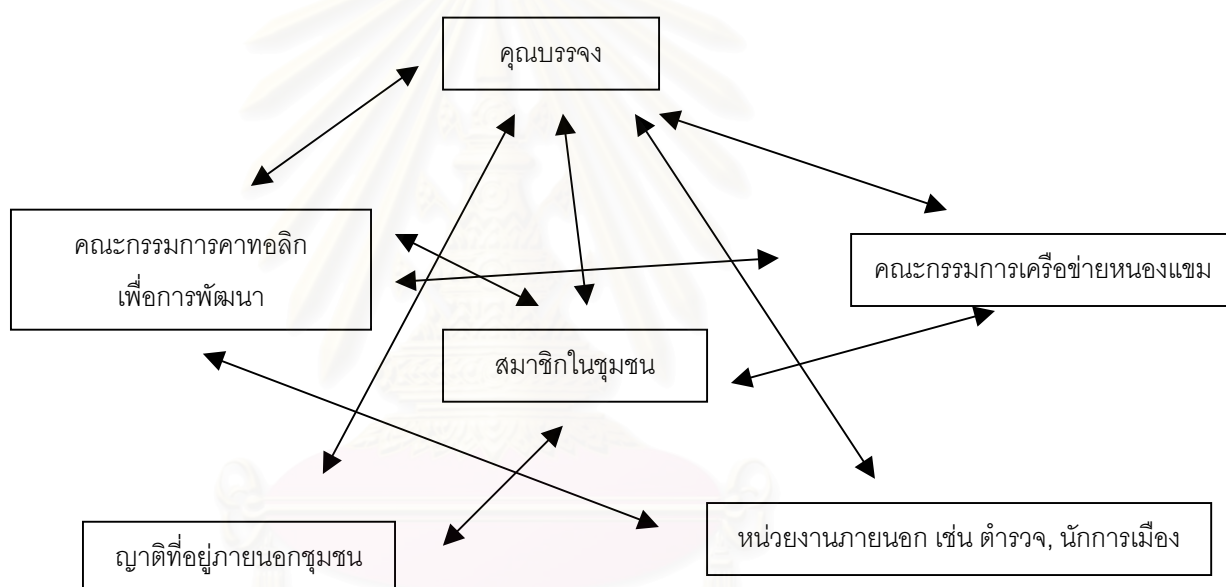 คุณบรรจง
คณะกรรมการคาทอลิก
เพื่อการพัฒนา
คณะกรรมการเครือข่ายหนองแขม
สมาชิกในชุมชน
ญาติที่อยู่ภายนอกชุมชน
หน่วยงานภายนอก เช่น ตำรวจ, นักการเมือง